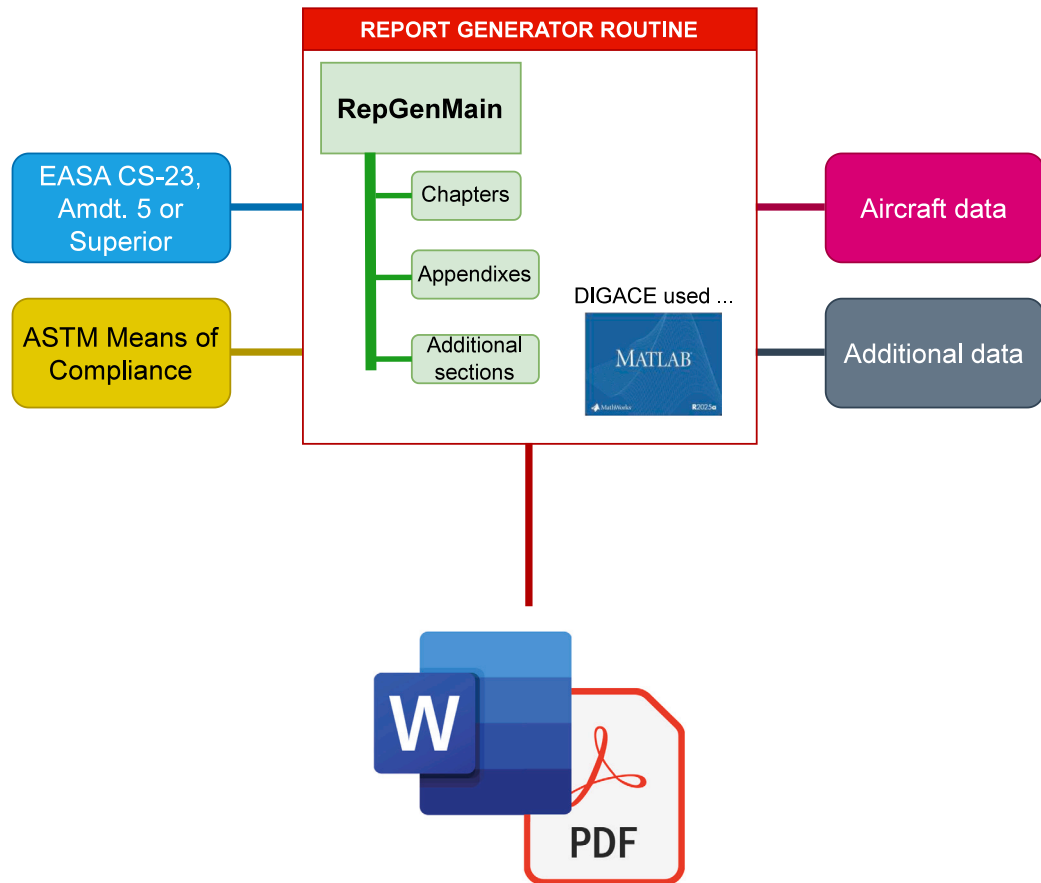 REPORT GENERATOR ROUTINE
RepGenMain
Chapters
Appendixes
Additional
sections
DIGACE used ...
MATLAB
MathWorks
R2025a
EASA CS-23,
Amdt. 5 or
Superior
ASTM Means of
Compliance
Aircraft data
Additional data
W
PDF